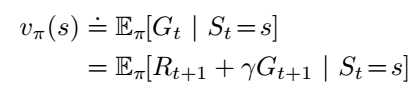 v_π(s) ≐ 𝔼_π[G_t | S_t = s]
= 𝔼_π[R_{t+1} + γG_{t+1} | S_t = s]